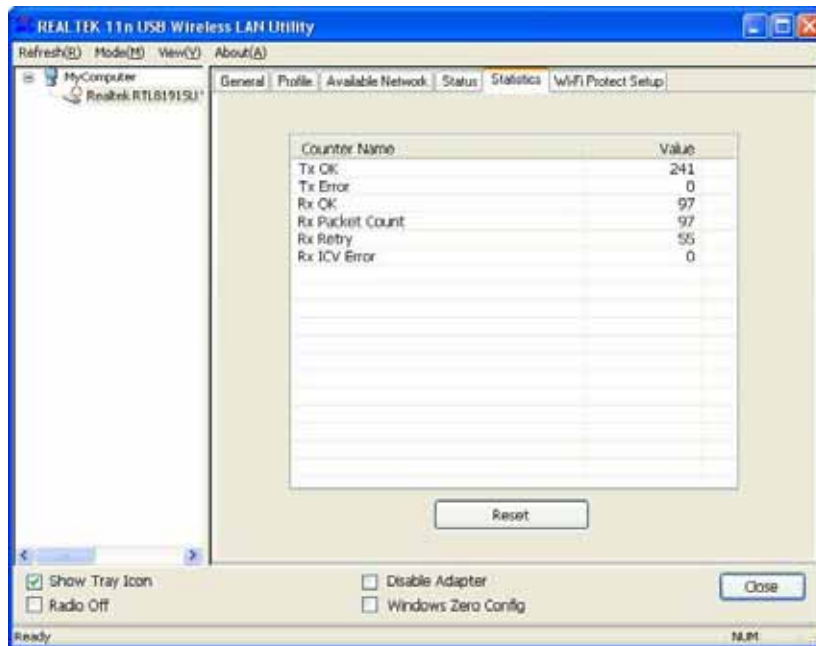 REALTEK 11n USB Wireless LAN Utility
Refresh(R) Mode(M) View(V) About(A)
MyComputer
Realtek
General Profile Available Network Status Statistics Wi-Fi Protect Setup
Counter Name Value
Tx OK 241
Tx Error 0
Rx OK 97
Rx Packet Count 97
Rx Retry 55
Rx ICV Error 0
Reset
Show Tray Icon
Radio Off
Disable Adapter
Windows Zero Config
Close
Ready NUM